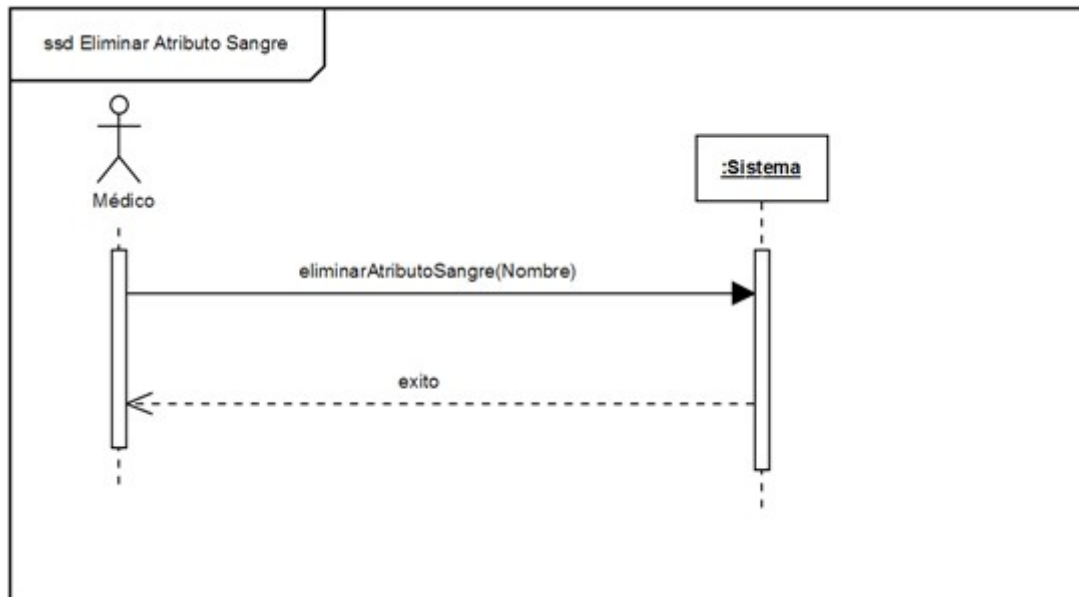 ssd Eliminar Atributo Sangre
Médico
:Sistema
eliminarAtributoSangre(Nombre)
exito